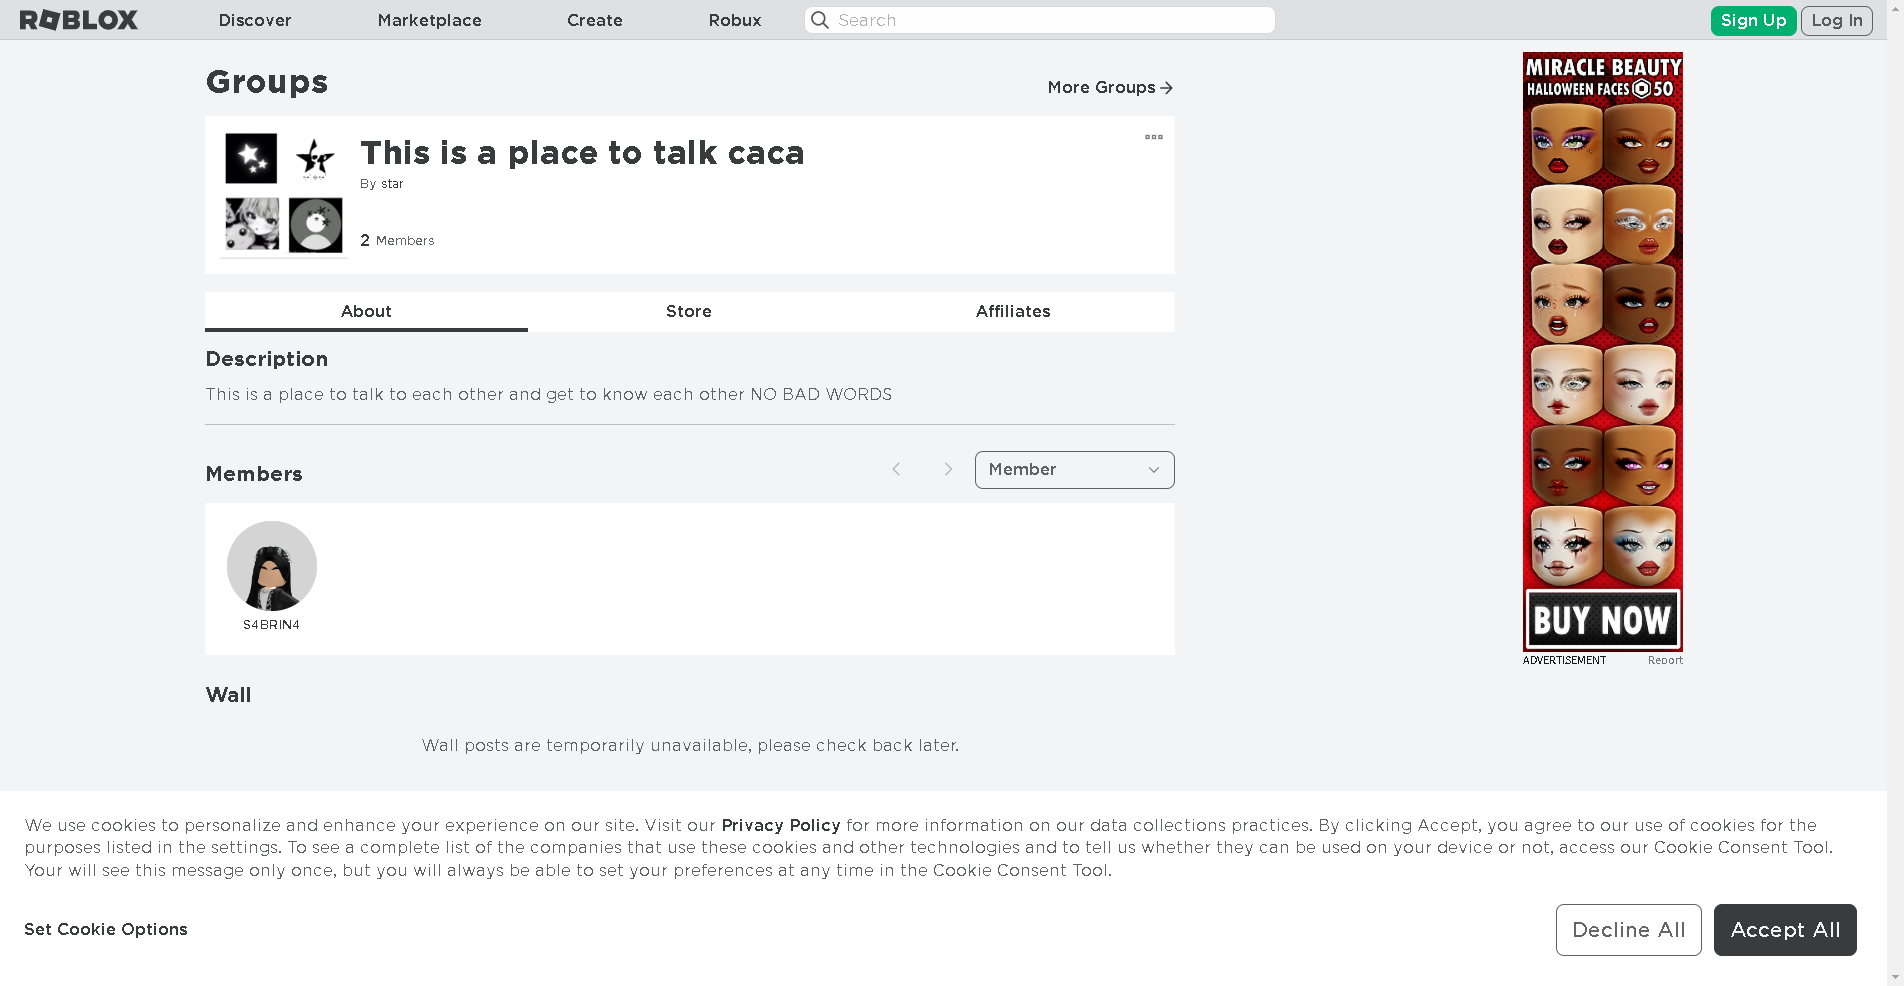 ROBLOX
Discover
Marketplace
Create
Robux
Search
Sign Up
Log In
Groups
More Groups
This is a place to talk caca
By star
2 Members
About
Store
Affiliates
Description
This is a place to talk to each other and get to know each other NO BAD WORDS
Members
Member
S4BRIN4
Wall
Wall posts are temporarily unavailable, please check back later.
MIRACLE BEAUTY
HALLOWEEN FACES 50
BUY NOW
ADVERTISEMENT
Report
We use cookies to personalize and enhance your experience on our site. Visit our Privacy Policy for more information on our data collections practices. By clicking Accept, you agree to our use of cookies for the
purposes listed in the settings. To see a complete list of the companies that use these cookies and other technologies and to tell us whether they can be used on your device or not, access our Cookie Consent Tool.
Your will see this message only once, but you will always be able to set your preferences at any time in the Cookie Consent Tool.
Set Cookie Options
Decline All
Accept All